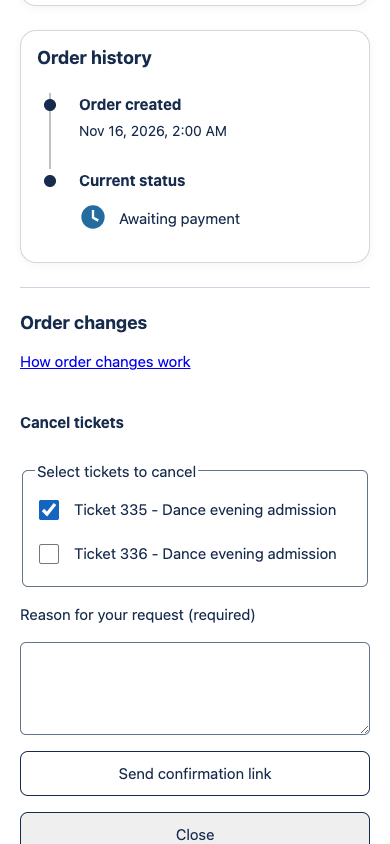 Order history
Order created
Nov 16, 2026, 2:00 AM
Current status
Awaiting payment
Order changes
How order changes work
Cancel tickets
Select tickets to cancel
Ticket 335 - Dance evening admission
Ticket 336 - Dance evening admission
Reason for your request (required)
Send confirmation link
Close